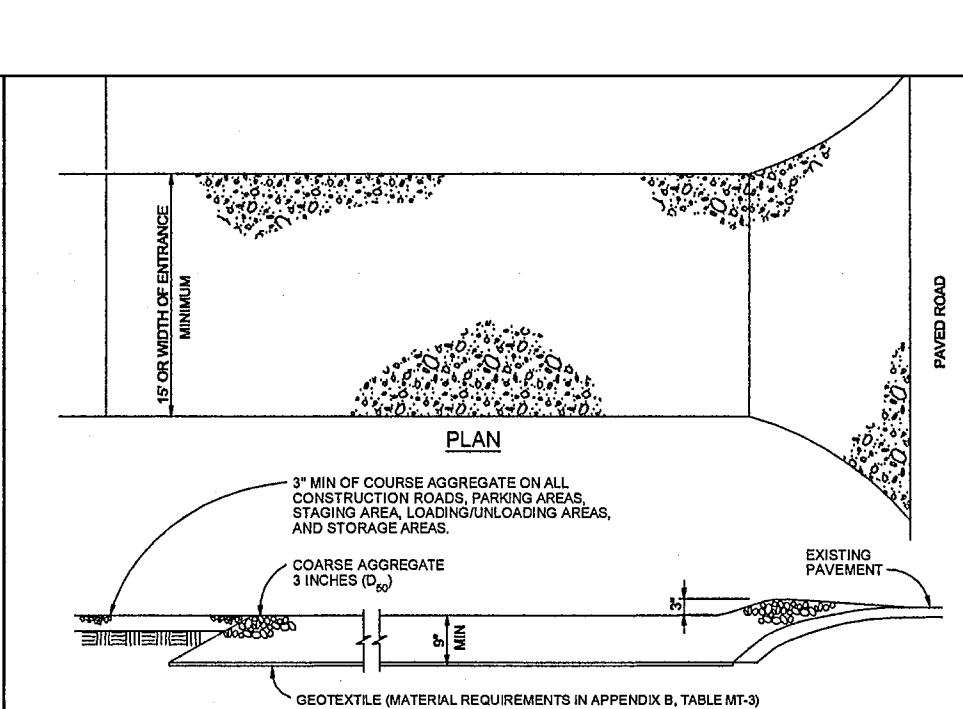 15' OR WIDTH OF ENTRANCE
MINIMUM
PAVED ROAD
PLAN
3" MIN OF COURSE AGGREGATE ON ALL
CONSTRUCTION ROADS, PARKING AREAS,
STAGING AREA, LOADING/UNLOADING AREAS,
AND STORAGE AREAS.
COARSE AGGREGATE
3 INCHES (D50)
EXISTING
PAVEMENT
3"
9"
MIN
GEOTEXTILE (MATERIAL REQUIREMENTS IN APPENDIX B, TABLE MT-3)